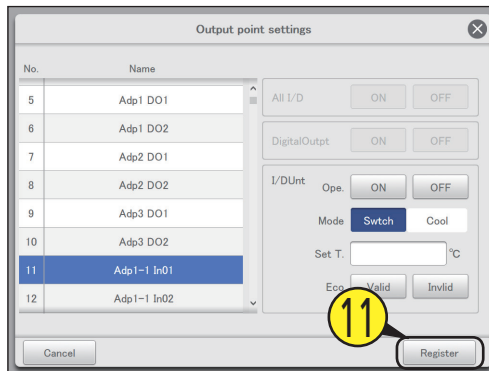 Output point settings
No. Name
5 Adp1 DO1
6 Adp1 DO2
7 Adp2 DO1
8 Adp2 DO2
9 Adp3 DO1
10 Adp3 DO2
11 Adp1-1 In01
12 Adp1-1 In02
All I/D ON OFF
DigitalOutpt ON OFF
I/DUnt
Ope. ON OFF
Mode Swtch Cool
Set T. °C
Eco Valid Invlid
11
Cancel Register